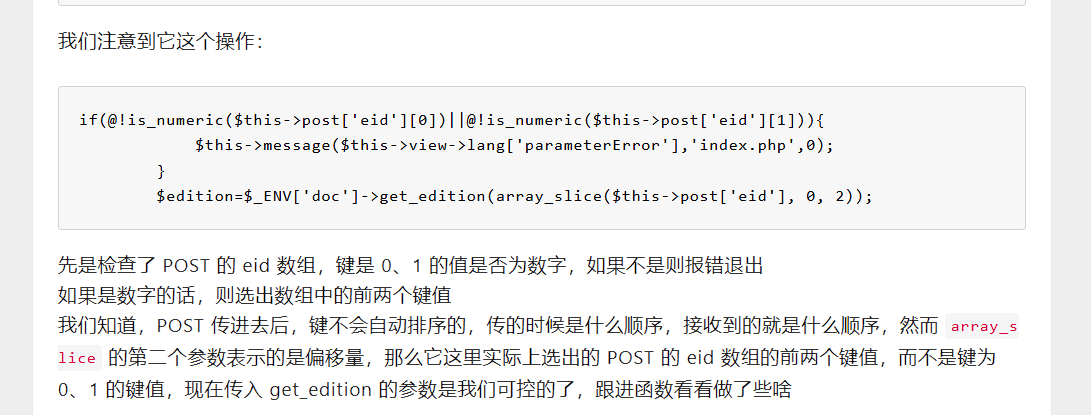 我们注意到它这个操作：
if(@!is_numeric($this->post['eid'][0])||@!is_numeric($this->post['eid'][1])){
$this->message($this->view->lang['parameterError'],'index.php',0);
}
$edition=$_ENV['doc']->get_edition(array_slice($this->post['eid'], 0, 2));
先是检查了 POST 的 eid 数组，键是 0、1 的值是否为数字，如果不是则报错退出
如果是数字的话，则选出数组中的前两个键值
我们知道，POST 传进去后，键不会自动排序的，传的时候是什么顺序，接收到的就是什么顺序，然而 array_s
lice 的第二个参数表示的是偏移量，那么它这里实际上选出的 POST 的 eid 数组的前两个键值，而不是键为
0、1 的键值，现在传入 get_edition 的参数是我们可控的了，跟进函数看看做了些啥